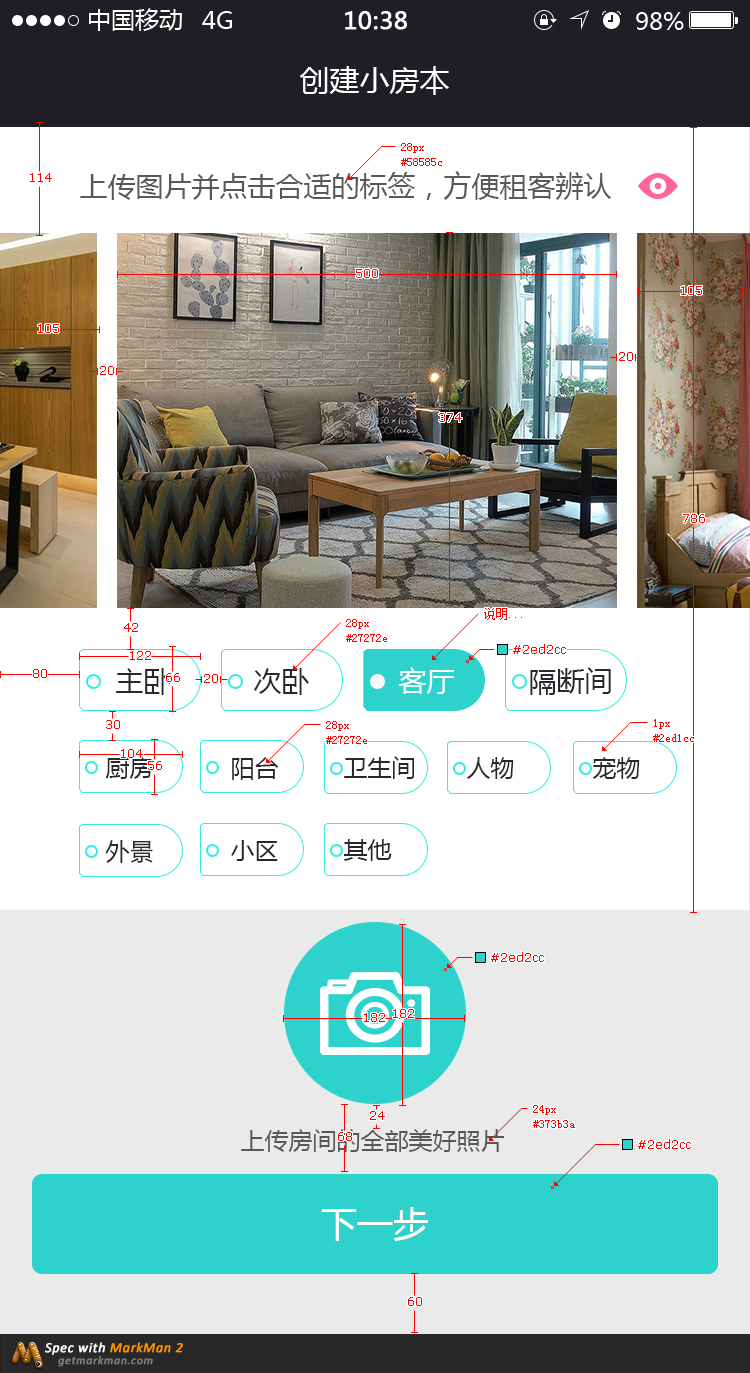 中国移动 4G 10:38 98%
创建小房本
28px
#58585c
114
上传图片并点击合适的标签，方便租客辨认
500
105
105
20
20
374
786
说明...
42
28px
#27272e
122
#2ed2cc
80
主卧
66
20
次卧
客厅
隔断间
30
28px
#27272e
1px
#2ed1cc
104
厨房
56
阳台
卫生间
人物
宠物
外景
小区
其他
#2ed2cc
182
182
24
24px
#373b3a
68
上传房间的全部美好照片
#2ed2cc
下一步
60
Spec with MarkMan 2
getmarkman.com